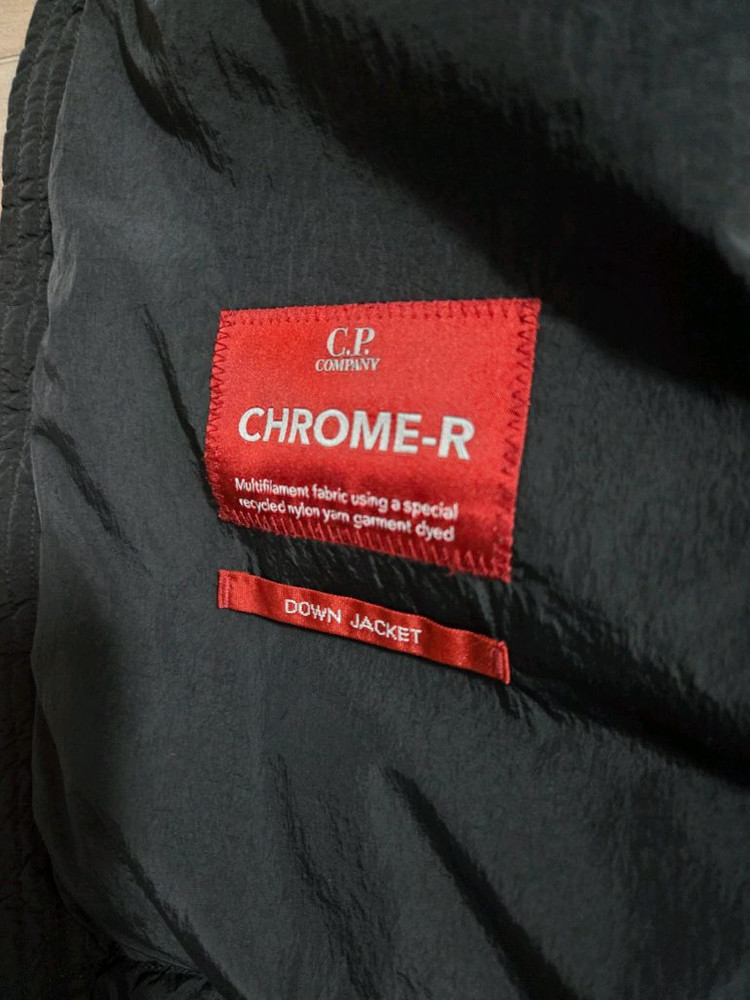 C.P.
COMPANY
CHROME-R
Multifilament fabric using a special
recycled nylon yarn garment dyed
DOWN JACKET